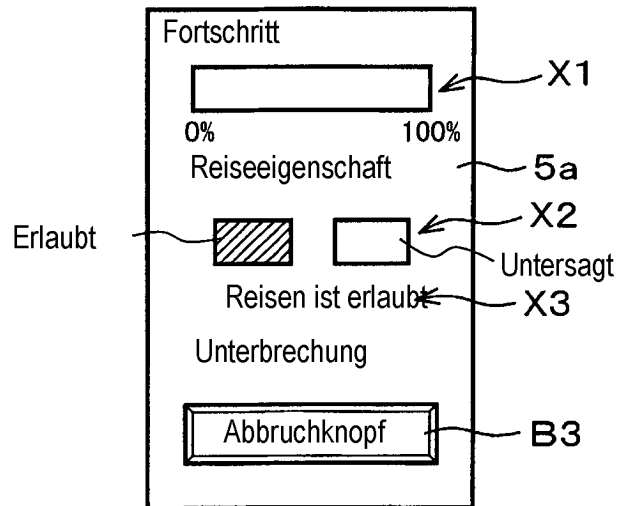 Fortschritt
X1
0% 100%
Reiseeigenschaft
5a
X2
Erlaubt
Untersagt
Reisen ist erlaubt
X3
Unterbrechung
Abbruchknopf
B3